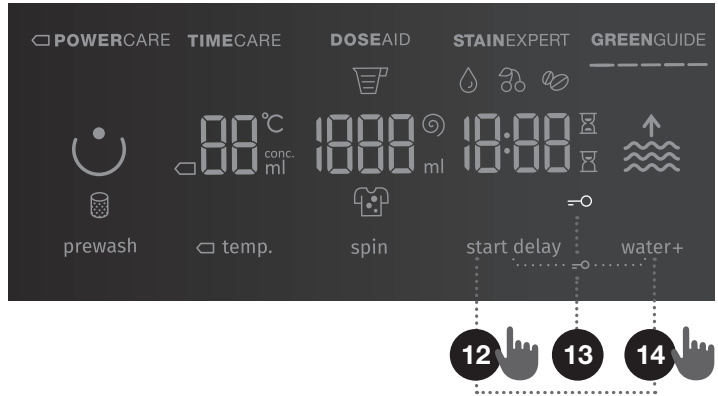 POWERCARE TIMECARE DOSEAID STAINEXPERT GREENGUIDE
88 °C conc. ml 1888 ml 18:88
prewash temp. spin start delay water+
12 13 14